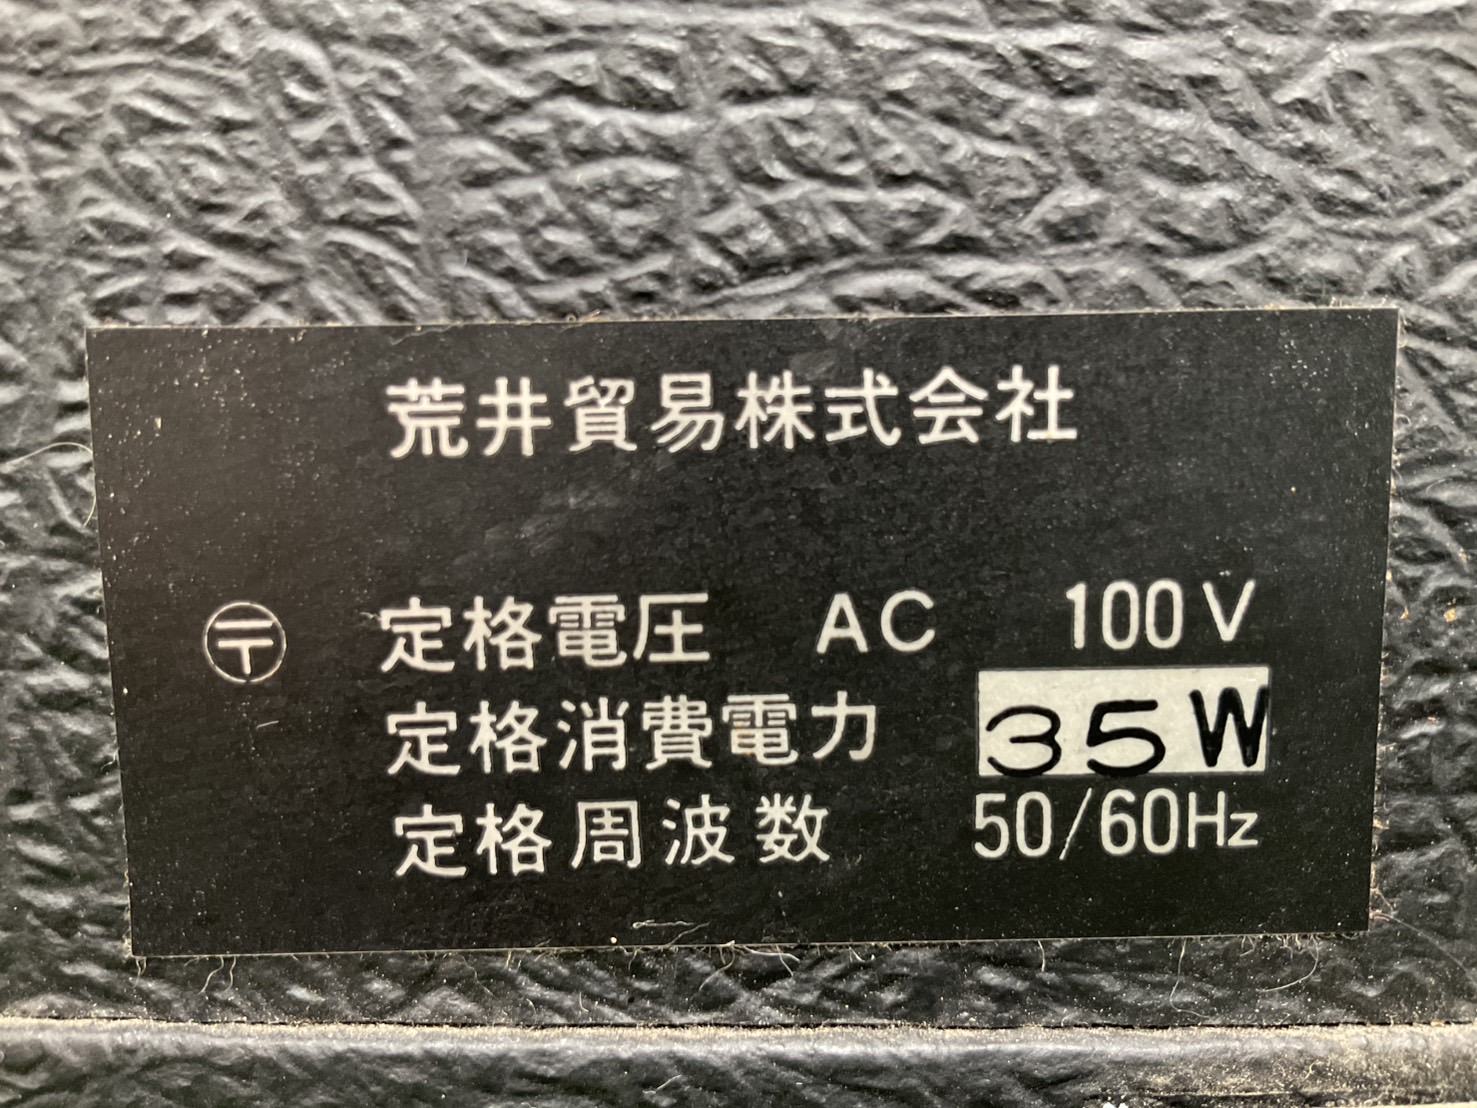 荒井貿易株式会社
〒 定格電圧 AC 100V
定格消費電力 35W
定格周波数 50/60Hz